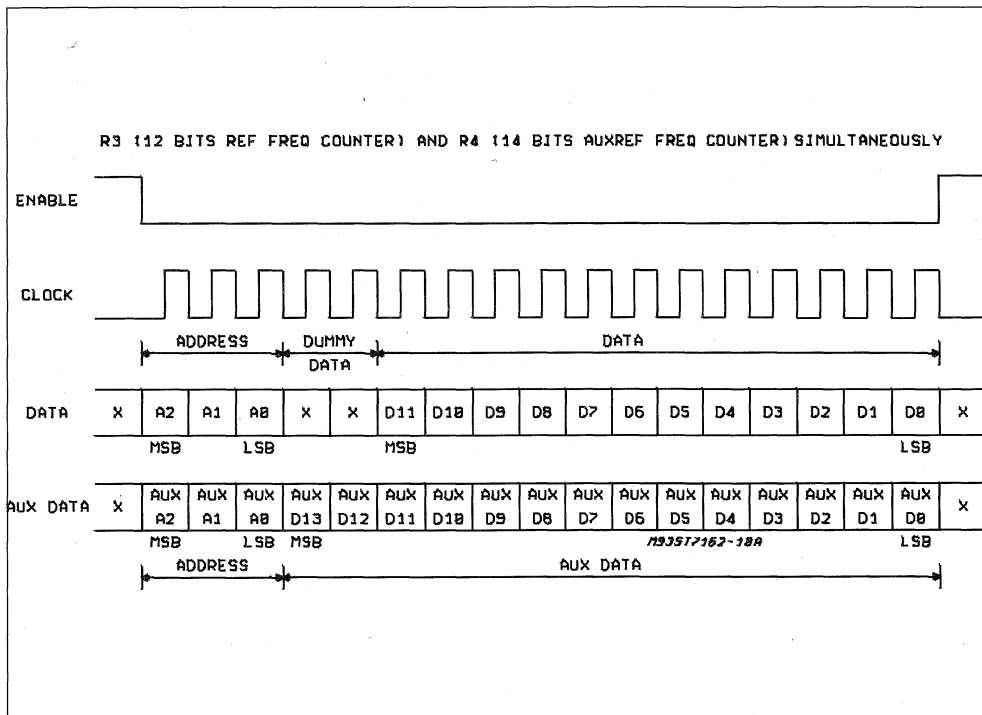 R3 (12 BITS REF FREQ COUNTER) AND R4 (14 BITS AUXREF FREQ COUNTER) SIMULTANEOUSLY
ENABLE
CLOCK
ADDRESS DUMMY DATA DATA
DATA X A2 A1 A0 X X D11 D10 D9 D8 D7 D6 D5 D4 D3 D2 D1 D0 X
MSB LSB MSB LSB
AUX DATA X AUX A2 AUX A1 AUX A0 AUX D13 AUX D12 AUX D11 AUX D10 AUX D9 AUX D8 AUX D7 AUX D6 AUX D5 AUX D4 AUX D3 AUX D2 AUX D1 AUX D0 X
MSB LSB MSB M93ST7162-10A LSB
ADDRESS AUX DATA